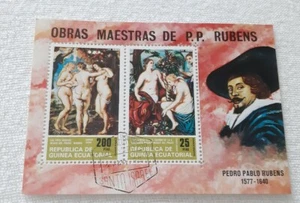 OBRAS MAESTRAS DE P.P. RUBENS
200
25
REPUBLICA DE
GUINEA ECUATORIAL
REPUBLICA DE
GUINEA ECUATORIAL
PEDRO PABLO RUBENS
1577-1640